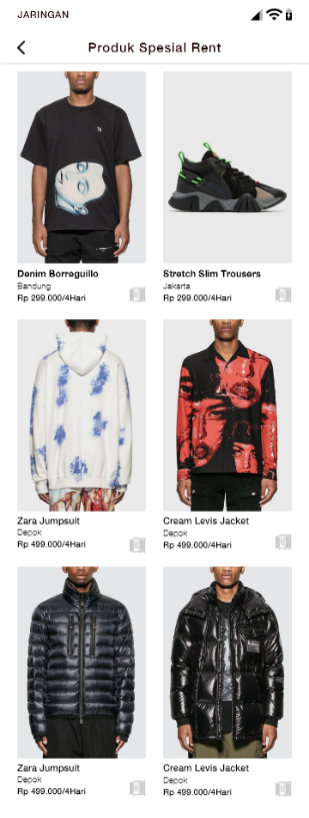 JARINGAN
Produk Spesial Rent
Denim Borreguillo
Bandung
Rp 299.000/4Hari
Stretch Slim Trousers
Jakarta
Rp 299.000/4Hari
Zara Jumpsuit
Depok
Rp 499.000/4Hari
Cream Levis Jacket
Depok
Rp 499.000/4Hari
Zara Jumpsuit
Depok
Rp 499.000/4Hari
Cream Levis Jacket
Depok
Rp 499.000/4Hari